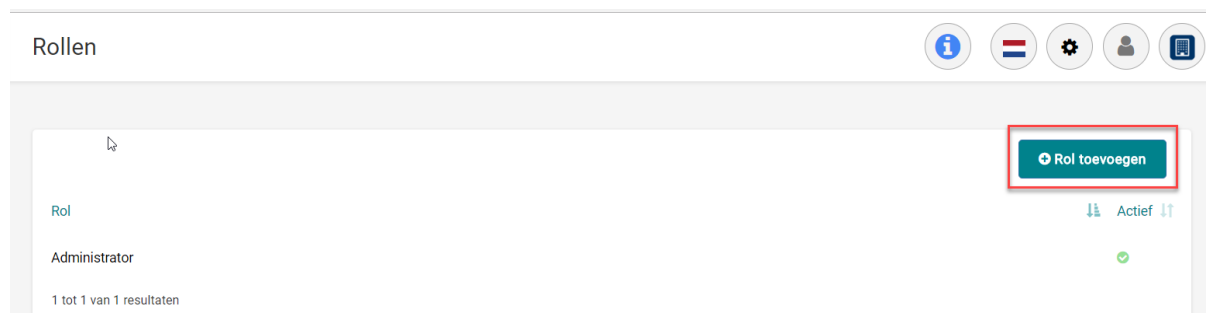 Rollen
Rol toevoegen
Rol Actief
Administrator
1 tot 1 van 1 resultaten